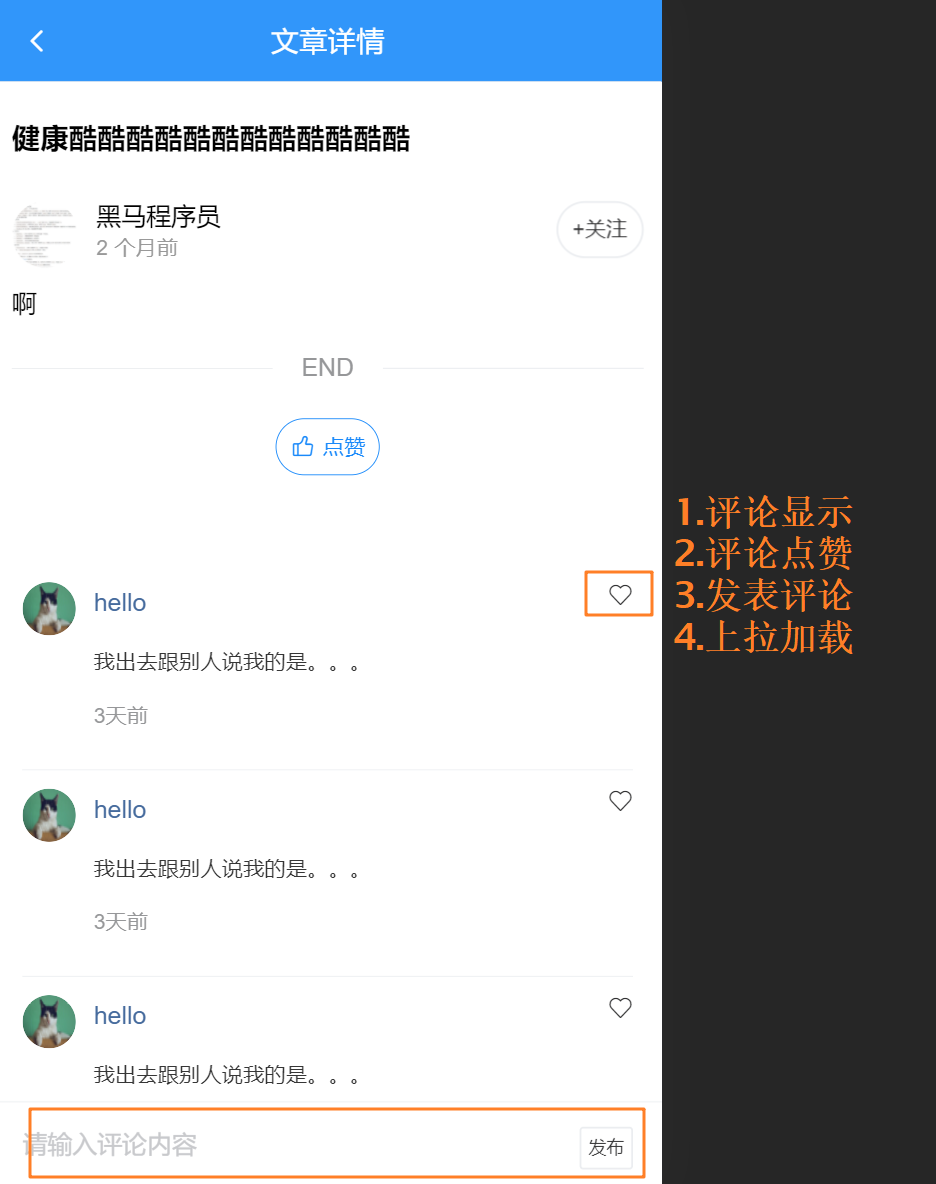 文章详情
健康酷酷酷酷酷酷酷酷酷酷酷酷
黑马程序员
2 个月前
+关注
啊
END
点赞
hello
我出去跟别人说我的是。。。
3天前
hello
我出去跟别人说我的是。。。
3天前
hello
我出去跟别人说我的是。。。
请输入评论内容
发布
1.评论显示
2.评论点赞
3.发表评论
4.上拉加载